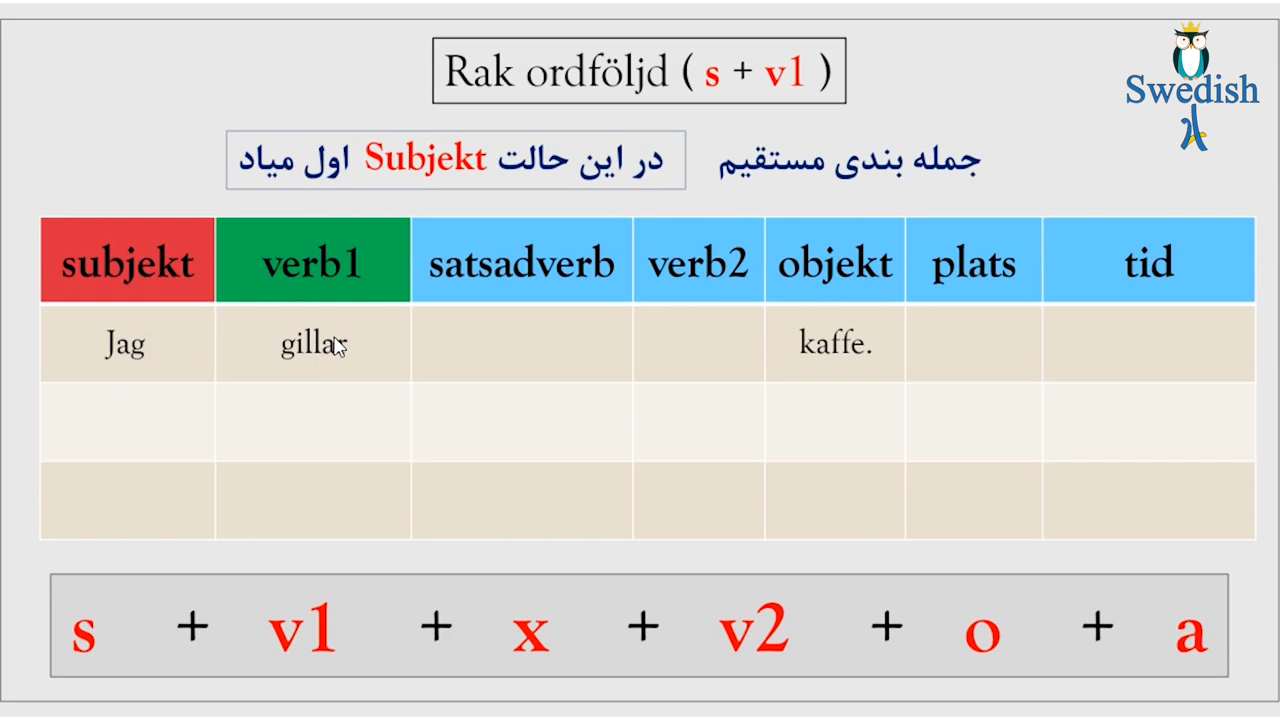 Rak ordföljd ( s + v1 )
Swedish
جمله بندی مستقیم
در این حالت Subjekt اول میاد
subjekt verb1 satsadverb verb2 objekt plats tid
Jag gillar kaffe.
s + v1 + x + v2 + o + a